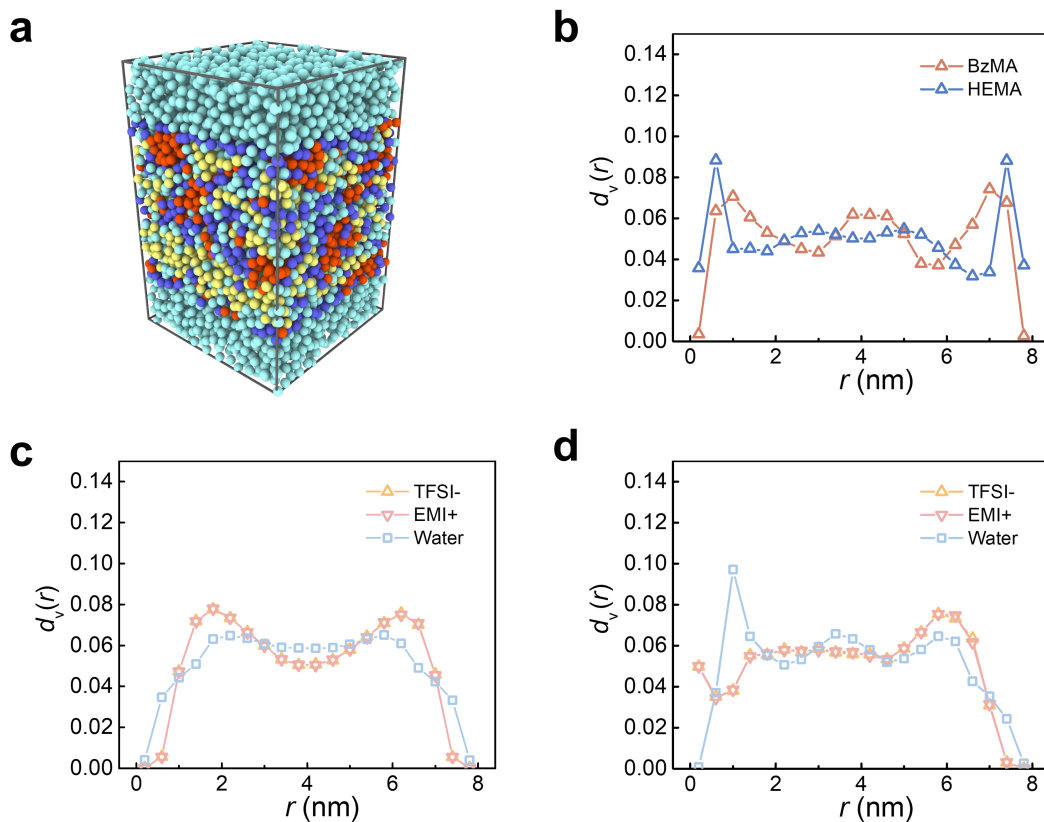 a
b
0.14
0.12
0.10
0.08
0.06
0.04
0.02
0.00
d_v(r)
BzMA
HEMA
0
2
4
6
8
r (nm)
c
0.14
0.12
0.10
0.08
0.06
0.04
0.02
0.00
d_v(r)
TFSI-
EMI+
Water
0
2
4
6
8
r (nm)
d
0.14
0.12
0.10
0.08
0.06
0.04
0.02
0.00
d_v(r)
TFSI-
EMI+
Water
0
2
4
6
8
r (nm)